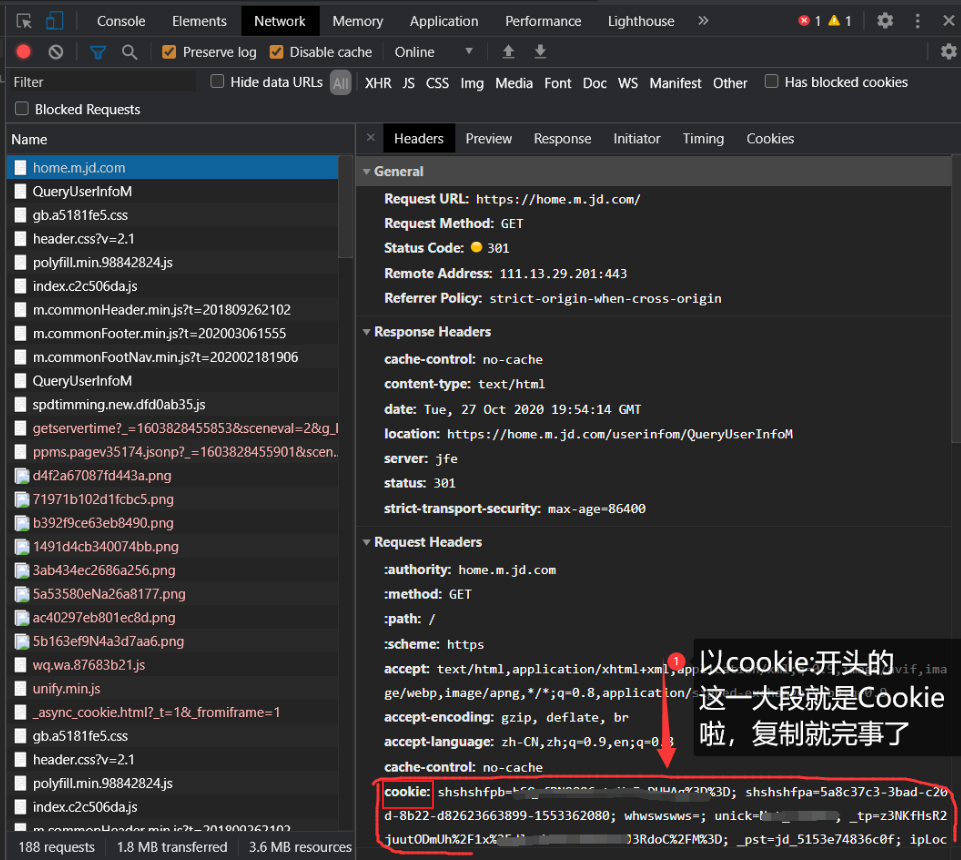 Console Elements Network Memory Application Performance Lighthouse » 1 1
Preserve log Disable cache Online
Filter Hide data URLs All XHR JS CSS Img Media Font Doc WS Manifest Other Has blocked cookies
Blocked Requests
Name
home.m.jd.com
QueryUserInfoM
gb.a5181fe5.css
header.css?v=2.1
polyfill.min.98842824.js
index.c2c506da.js
m.commonHeader.min.js?t=201809262102
m.commonFooter.min.js?t=202003061555
m.commonFootNav.min.js?t=202002181906
QueryUserInfoM
spdtimming.new.dfd0ab35.js
getservertime?_=1603828455853&sceneval=2&g_
ppms.pagev35174.jsonp?_=1603828455901&scen...
d4f2a67087fd443a.png
71971b102d1fcbc5.png
b392f9ce63eb8490.png
1491d4cb340074bb.png
3ab434ec2686a256.png
5a53580eNa26a8177.png
ac40297eb801ec8d.png
5b163ef9N4a3d7aa6.png
wq.wa.87683b21.js
unify.min.js
_async_cookie.html?_t=1&_fromiframe=1
gb.a5181fe5.css
header.css?v=2.1
polyfill.min.98842824.js
index.c2c506da.js
m.commonHeader.min.js?t=201809262102
188 requests 1.8 MB transferred 3.6 MB resources
× Headers Preview Response Initiator Timing Cookies
General
Request URL: https://home.m.jd.com/
Request Method: GET
Status Code: 301
Remote Address: 111.13.29.201:443
Referrer Policy: strict-origin-when-cross-origin
Response Headers
cache-control: no-cache
content-type: text/html
date: Tue, 27 Oct 2020 19:54:14 GMT
location: https://home.m.jd.com/userinfom/QueryUserInfoM
server: jfe
status: 301
strict-transport-security: max-age=86400
Request Headers
:authority: home.m.jd.com
:method: GET
:path: /
:scheme: https
accept: text/html,application/xhtml+xml,application/xml;q=0.9,image/avif,ima
ge/webp,image/apng,*/*;q=0.8,application/
accept-encoding: gzip, deflate, br
accept-language: zh-CN,zh;q=0.9,en;q=0.8
cache-control: no-cache
1
以cookie:开头的
这一大段就是Cookie
啦，复制就完事了
cookie: shshshfpb= %3D%3D; shshshfpa=5a8c37c3-3bad-c20
d-8b22-d82623663899-1553362080; whwswswws=; unick= ; _tp=z3NKfHsR2
juutODmUh%2F1x% J3RdoC%2FM%3D; _pst=jd_5153e74836c0f; ipLoc